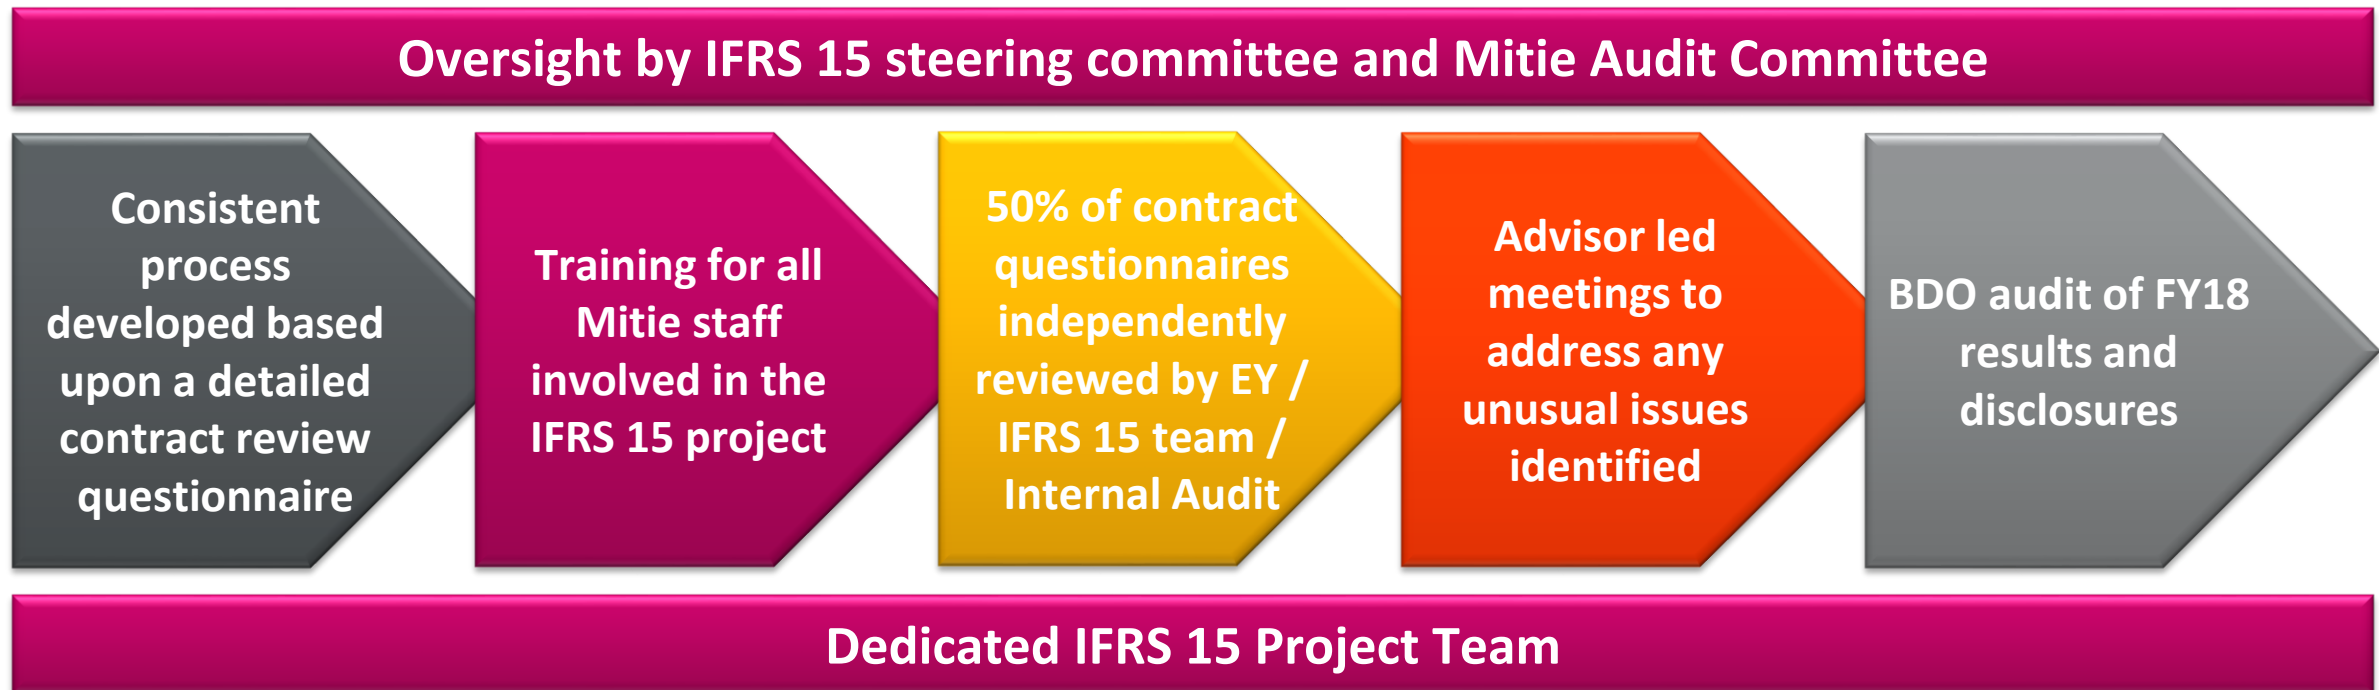 Oversight by IFRS 15 steering committee and Mitie Audit Committee
Consistent
process
developed based
upon a detailed
contract review
questionnaire
Training for all
Mitie staff
involved in the
IFRS 15 project
50% of contract
questionnaires
independently
reviewed by EY /
IFRS 15 team /
Internal Audit
Advisor led
meetings to
address any
unusual issues
identified
BDO audit of FY18
results and
disclosures
Dedicated IFRS 15 Project Team